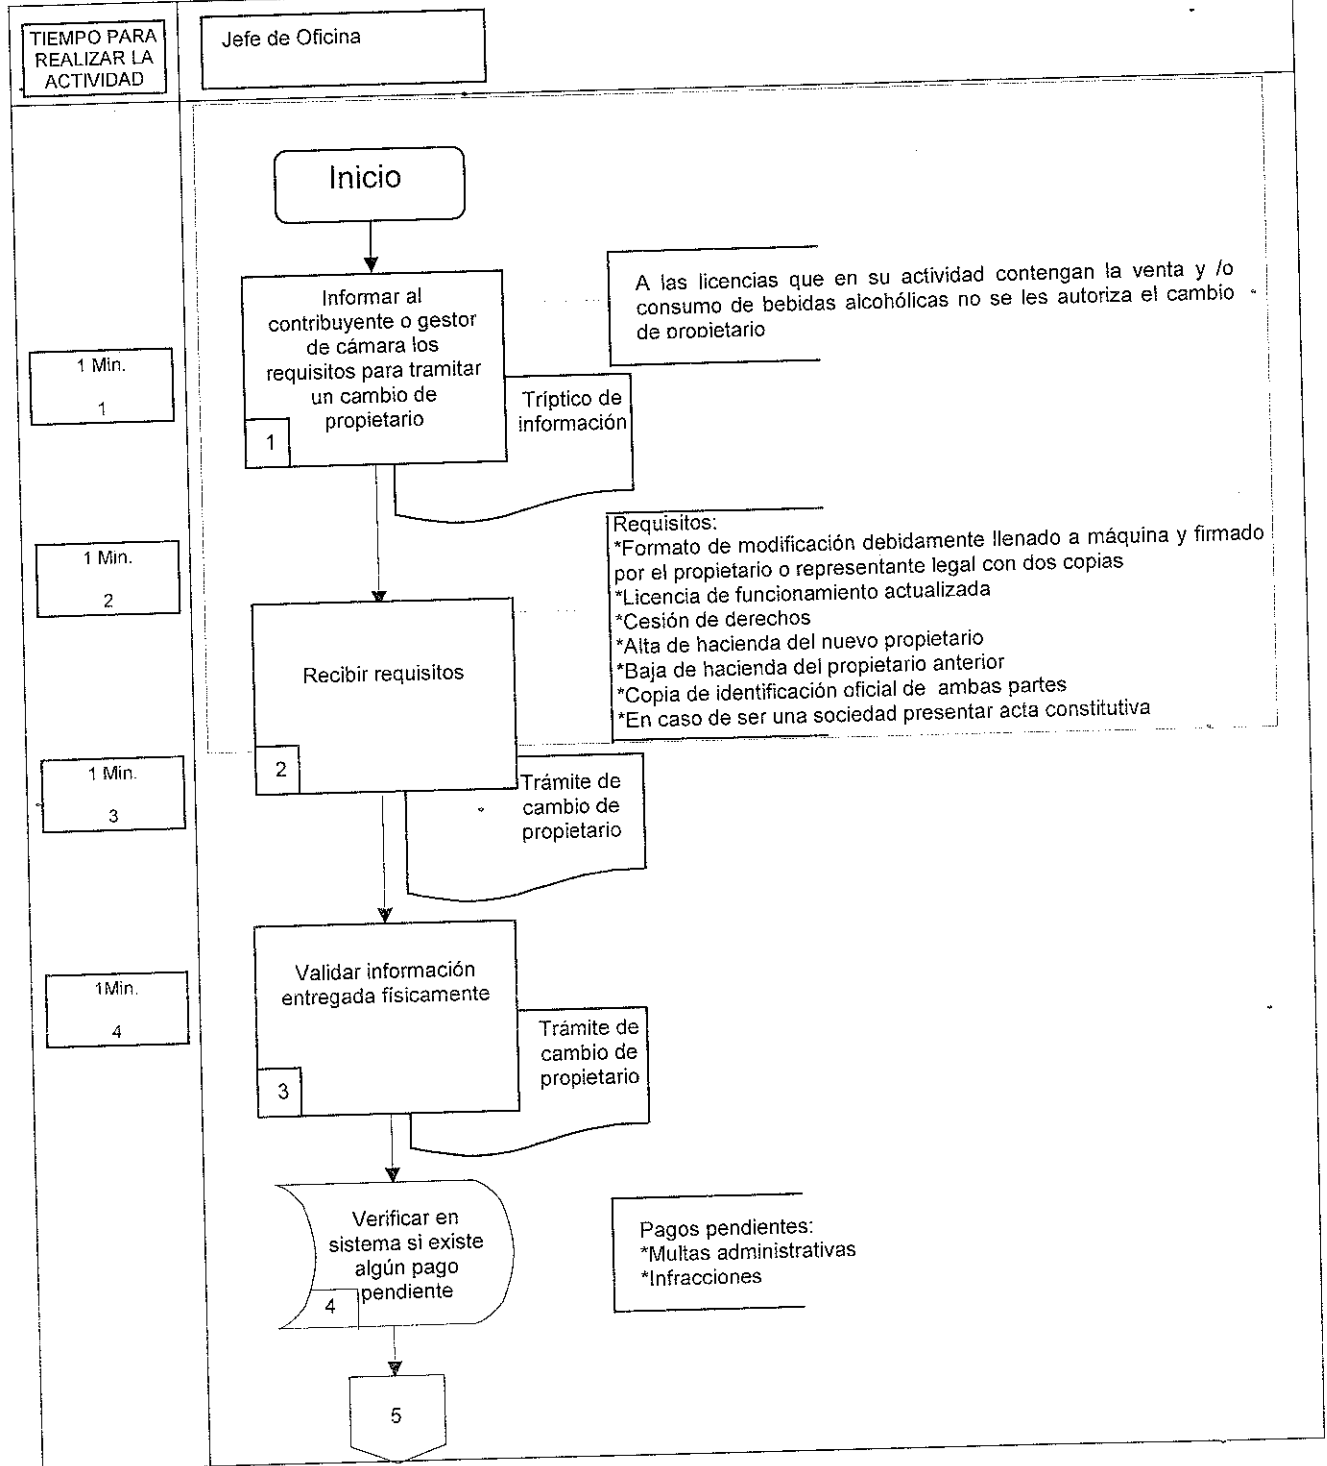 TIEMPO PARA
REALIZAR LA
ACTIVIDAD
Jefe de Oficina
Inicio
Informar al
contribuyente o gestor
de cámara los
requisitos para tramitar
un cambio de
propietario
1
Tríptico de
información
A las licencias que en su actividad contengan la venta y /o
consumo de bebidas alcohólicas no se les autoriza el cambio
de propietario
1 Min.
1
1 Min.
2
Requisitos:
*Formato de modificación debidamente llenado a máquina y firmado
por el propietario o representante legal con dos copias
*Licencia de funcionamiento actualizada
*Cesión de derechos
*Alta de hacienda del nuevo propietario
*Baja de hacienda del propietario anterior
*Copia de identificación oficial de ambas partes
*En caso de ser una sociedad presentar acta constitutiva
Recibir requisitos
2
Trámite de
cambio de
propietario
1 Min.
3
Validar información
entregada físicamente
3
Trámite de
cambio de
propietario
1Min.
4
Verificar en
sistema si existe
algún pago
pendiente
4
Pagos pendientes:
*Multas administrativas
*Infracciones
5